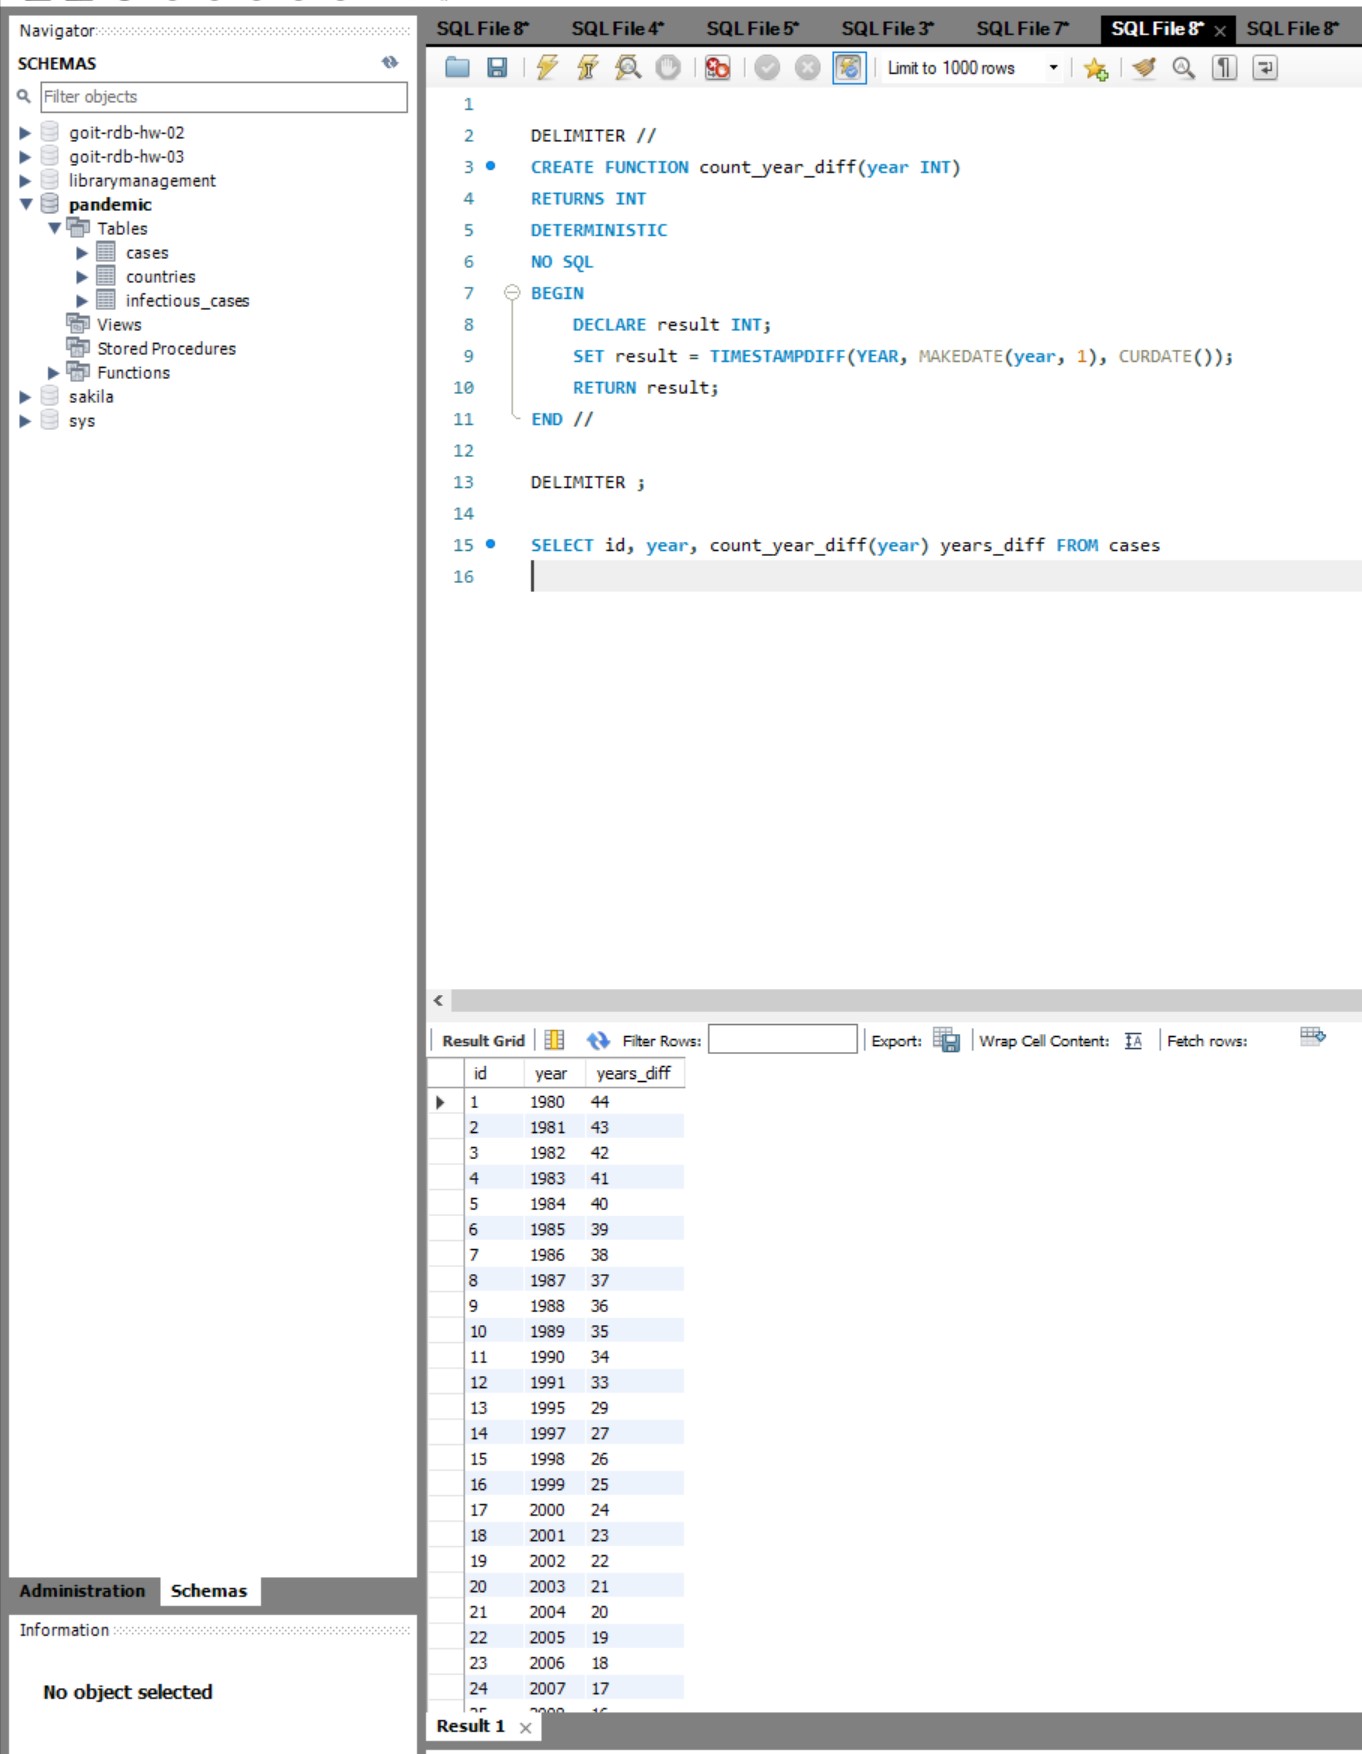 Navigator
SCHEMAS
Filter objects
goit-rdb-hw-02
goit-rdb-hw-03
librarymanagement
pandemic
Tables
cases
countries
infectious_cases
Views
Stored Procedures
Functions
sakila
sys
Administration Schemas
Information
No object selected
SQL File 8* SQL File 4* SQL File 5* SQL File 3* SQL File 7* SQL File 8* SQL File 8*
Limit to 1000 rows
1
2 DELIMITER //
3 CREATE FUNCTION count_year_diff(year INT)
4 RETURNS INT
5 DETERMINISTIC
6 NO SQL
7 BEGIN
8 DECLARE result INT;
9 SET result = TIMESTAMPDIFF(YEAR, MAKEDATE(year, 1), CURDATE());
10 RETURN result;
11 END //
12
13 DELIMITER ;
14
15 SELECT id, year, count_year_diff(year) years_diff FROM cases
16
Result Grid Filter Rows: Export: Wrap Cell Content: Fetch rows:
id year years_diff
1 1980 44
2 1981 43
3 1982 42
4 1983 41
5 1984 40
6 1985 39
7 1986 38
8 1987 37
9 1988 36
10 1989 35
11 1990 34
12 1991 33
13 1995 29
14 1997 27
15 1998 26
16 1999 25
17 2000 24
18 2001 23
19 2002 22
20 2003 21
21 2004 20
22 2005 19
23 2006 18
24 2007 17
Result 1